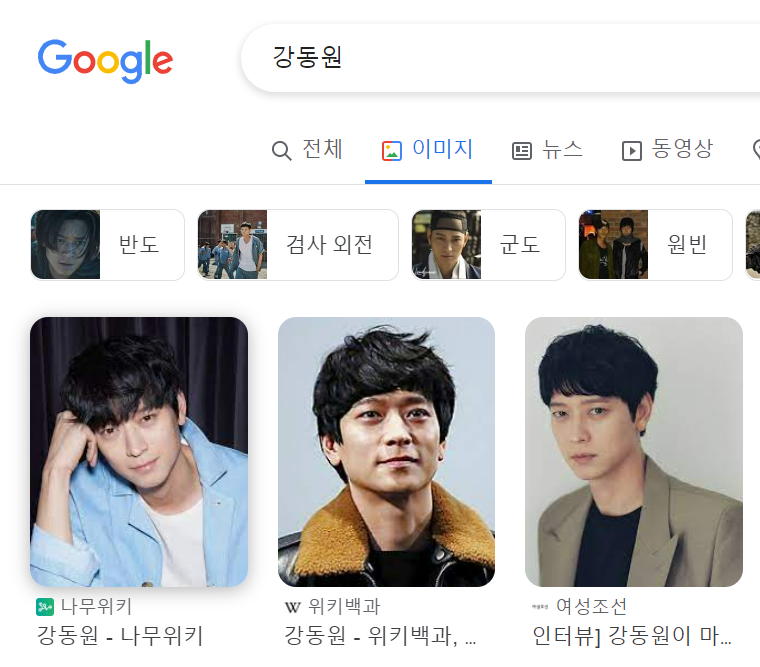 Google
강동원
전체
이미지
뉴스
동영상
반도
검사 외전
군도
원빈
나무위키
강동원 - 나무위키
W 위키백과
강동원 - 위키백과, ...
여성조선
인터뷰] 강동원이 마...